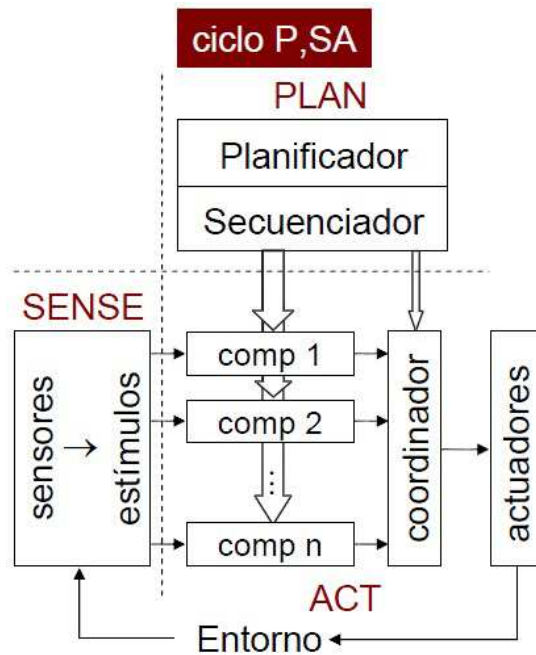 ciclo P,SA
PLAN
Planificador
Secuenciador
SENSE
sensores
→
estímulos
comp 1
comp 2
...
comp n
coordinador
actuadores
ACT
Entorno